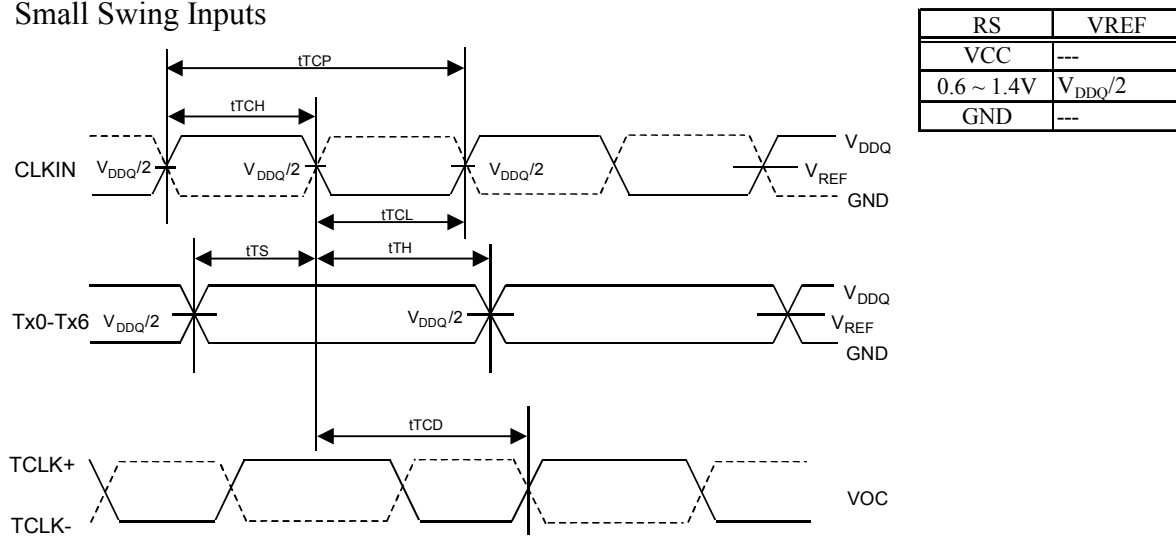 Small Swing Inputs
RS VREF
VCC ---
0.6 ~ 1.4V VDDQ/2
GND ---
tTCP
tTCH
CLKIN VDDQ/2 VDDQ/2 VDDQ/2
VDDQ
VREF
GND
tTCL
tTS tTH
Tx0-Tx6 VDDQ/2 VDDQ/2
VDDQ
VREF
GND
tTCD
TCLK+
TCLK-
VOC